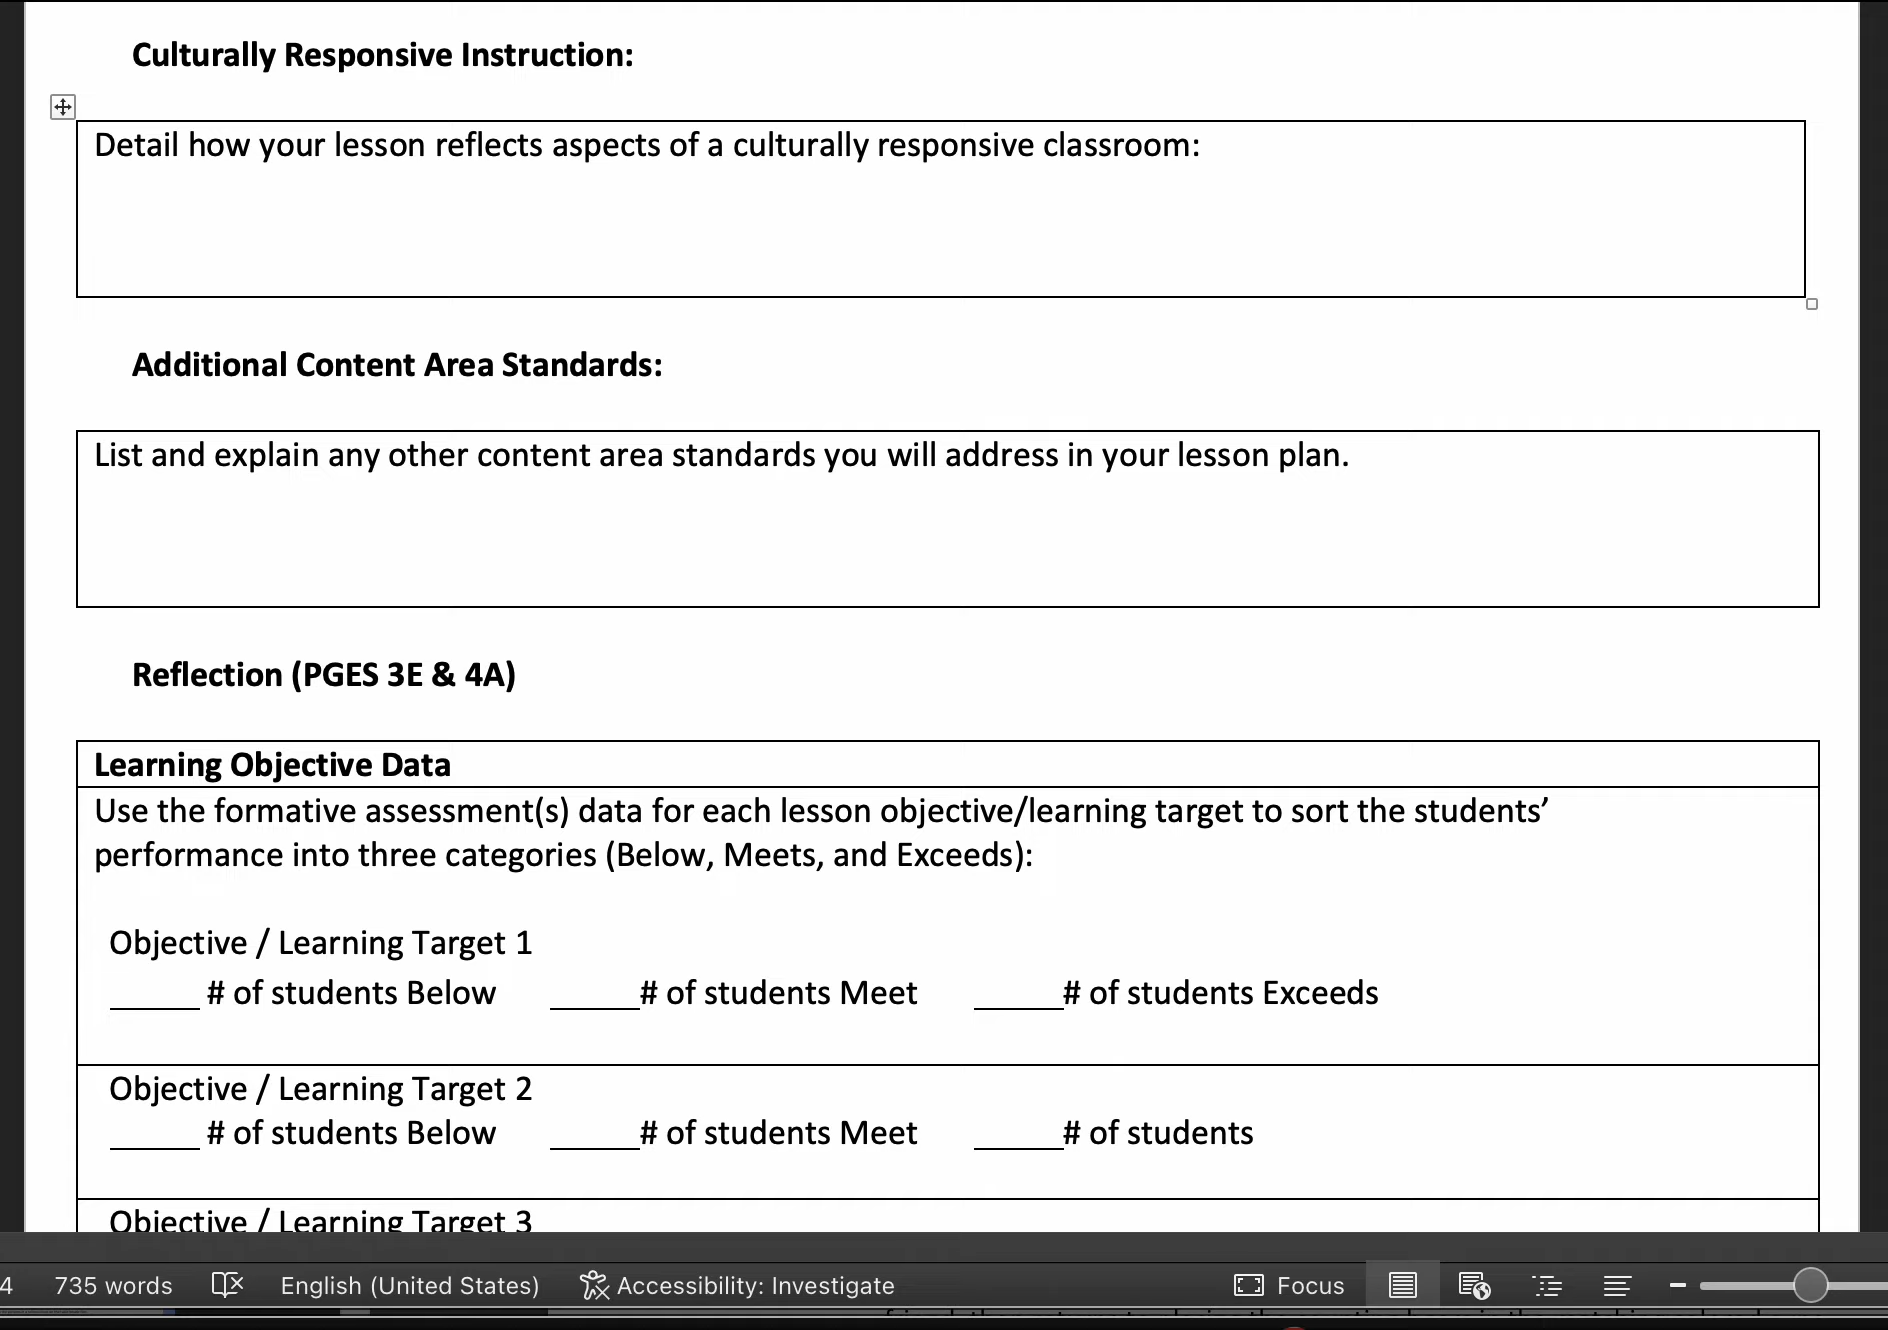 Culturally Responsive Instruction:
Detail how your lesson reflects aspects of a culturally responsive classroom:
Additional Content Area Standards:
List and explain any other content area standards you will address in your lesson plan.
Reflection (PGES 3E & 4A)
Learning Objective Data
Use the formative assessment(s) data for each lesson objective/learning target to sort the students’
performance into three categories (Below, Meets, and Exceeds):
Objective / Learning Target 1
______ # of students Below ______# of students Meet ______# of students Exceeds
Objective / Learning Target 2
______ # of students Below ______# of students Meet ______# of students
Objective / Learning Target 3
4 735 words English (United States) Accessibility: Investigate Focus